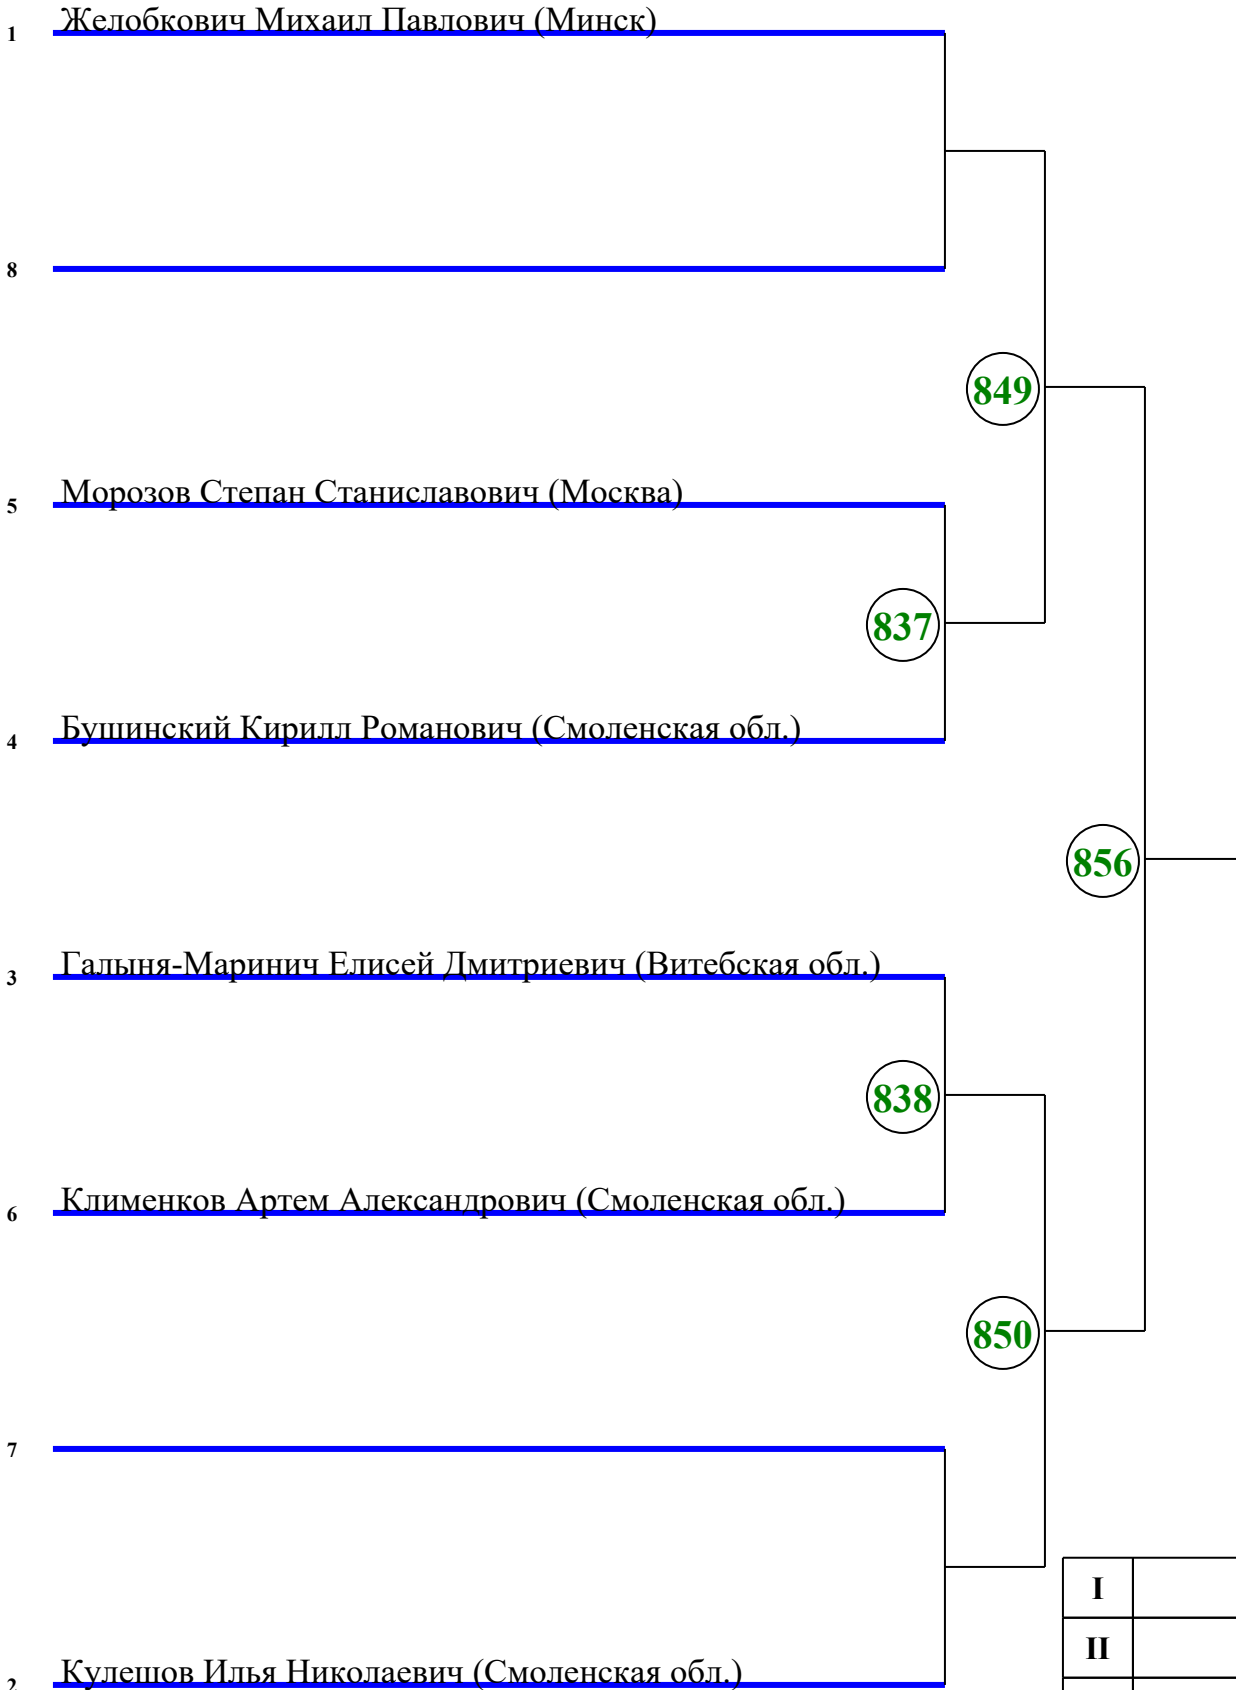 1 Желобкович Михаил Павлович (Минск)
8
849
5 Морозов Степан Станиславович (Москва)
837
4 Бушинский Кирилл Романович (Смоленская обл.)
856
3 Галыня-Маринич Елисей Дмитриевич (Витебская обл.)
838
6 Клименков Артем Александрович (Смоленская обл.)
850
7
I
II
2 Кулешов Илья Николаевич (Смоленская обл.)